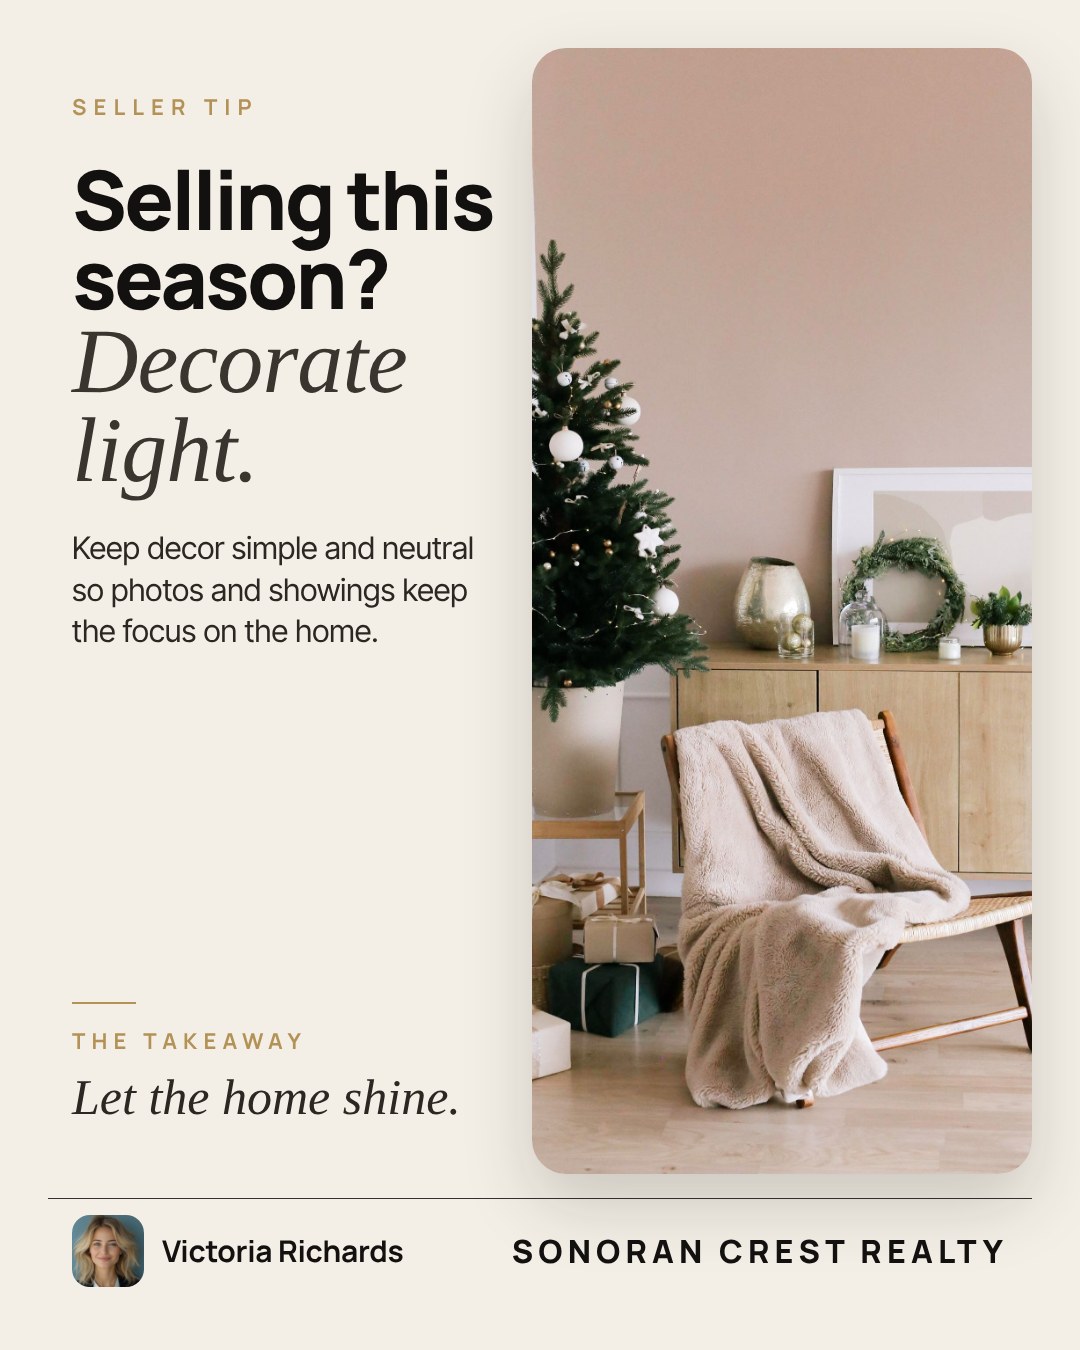 SELLER TIP
Selling this
season?
Decorate
light.
Keep decor simple and neutral
so photos and showings keep
the focus on the home.
THE TAKEAWAY
Let the home shine.
Victoria Richards
SONORAN CREST REALTY